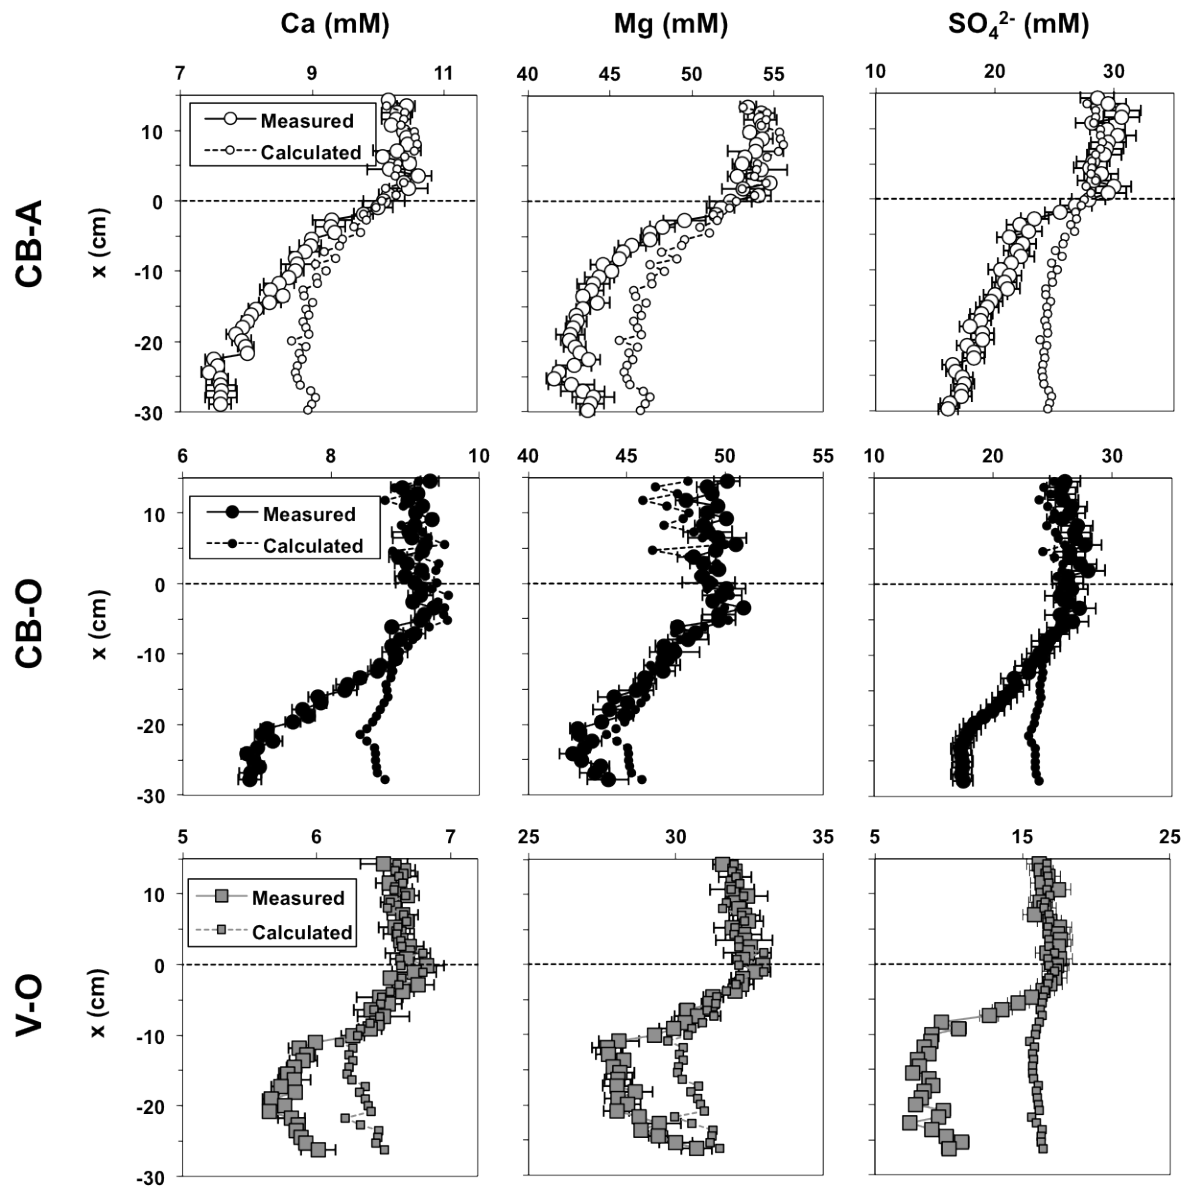 Ca (mM) Mg (mM) SO₄²⁻ (mM)
7 9 11 40 45 50 55 10 20 30
Measured
Calculated
10
0
-10
-20
-30
CB-A
x (cm)
6 8 10 40 45 50 55 10 20 30
Measured
Calculated
10
0
-10
-20
-30
CB-O
x (cm)
5 6 7 25 30 35 5 15 25
Measured
Calculated
10
0
-10
-20
-30
V-O
x (cm)